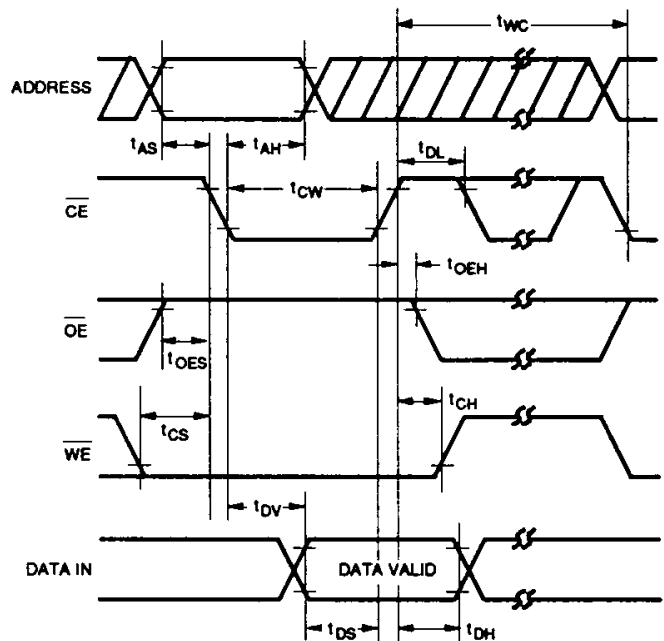 tWC
ADDRESS
tAS
tAH
tDL
CE
tCW
tOEH
OE
tOES
tCS
tCH
WE
tDV
DATA IN
DATA VALID
tDS
tDH